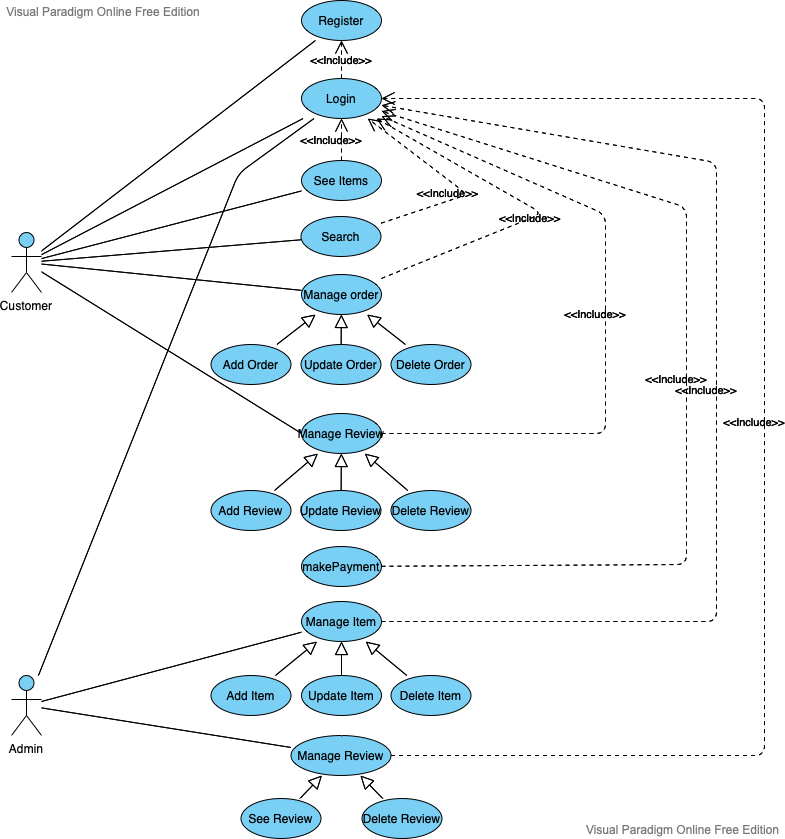 Visual Paradigm Online Free Edition
Register
<<Include>>
Login
<<Include>>
See Items
<<Include>>
Search
<<Include>>
Customer
Manage order
<<Include>>
Add Order
Update Order
Delete Order
<<Include>>
<<Include>>
<<Include>>
Manage Review
Add Review
Update Review
Delete Review
makePayment
Manage Item
Add Item
Update Item
Delete Item
Admin
Manage Review
See Review
Delete Review
Visual Paradigm Online Free Edition